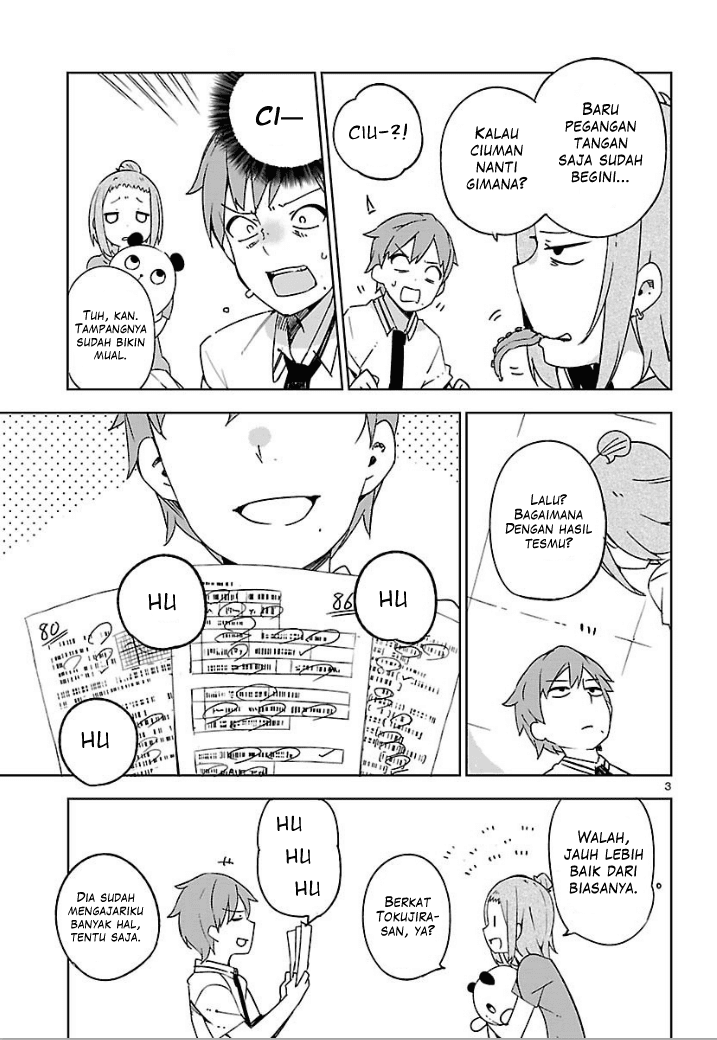 BARU
PEGANGAN
TANGAN
SAJA SUDAH
BEGINI...
KALAU
CIUMAN
NANTI
GIMANA?
CIU-?!
CI—
TUH, KAN.
TAMPANGNYA
SUDAH BIKIN
MUAL.
LALU?
BAGAIMANA
DENGAN HASIL
TESMU?
HU
86
HU
80
HU
3
WALAH,
JAUH LEBIH
BAIK DARI
BIASANYA.
BERKAT
TOKUJIRA-
SAN, YA?
HU
HU
HU
DIA SUDAH
MENGAJARIKU
BANYAK HAL,
TENTU SAJA.